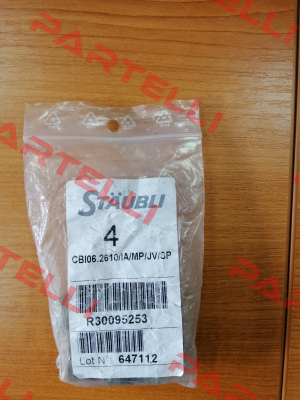 PARTELLI
STÄUBLI
4
CBI06.2610/IA/MP/JV/SP
R30095253
Lot N° 647112
PARTELLI
PARTELLI